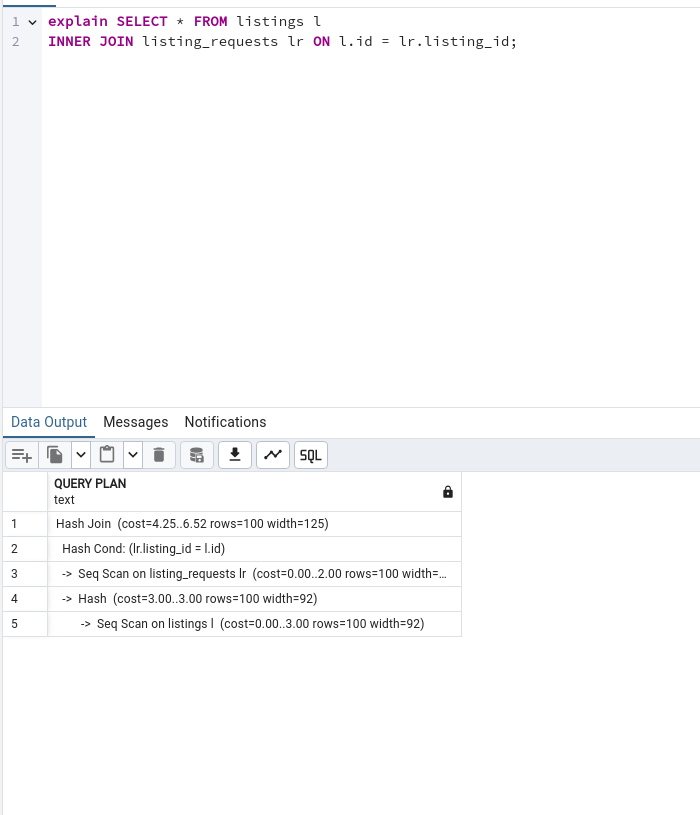 1 explain SELECT * FROM listings l
2 INNER JOIN listing_requests lr ON l.id = lr.listing_id;
Data Output Messages Notifications
SQL
QUERY PLAN
text
1 Hash Join (cost=4.25..6.52 rows=100 width=125)
2 Hash Cond: (lr.listing_id = l.id)
3 -> Seq Scan on listing_requests lr (cost=0.00..2.00 rows=100 width=...
4 -> Hash (cost=3.00..3.00 rows=100 width=92)
5 -> Seq Scan on listings l (cost=0.00..3.00 rows=100 width=92)